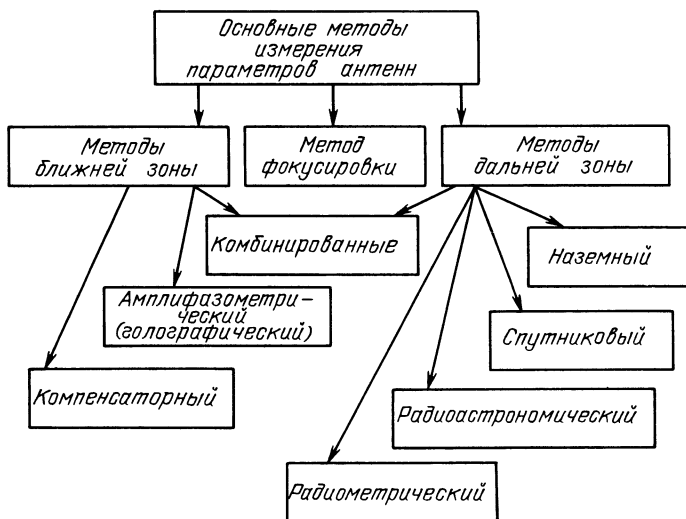 Основные методы
измерения
параметров антенн
Методы
ближней зоны
Метод
фокусировки
Методы
дальней зоны
Комбинированные
Наземный
Амплифазометри-
ческий
(голографический)
Спутниковый
Компенсаторный
Радиоастрономический
Радиометрический